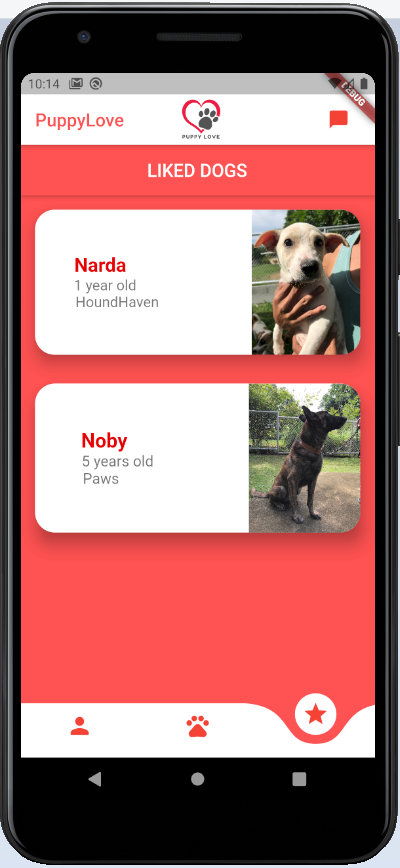 10:14
DEBUG
PuppyLove
PUPPY LOVE
LIKED DOGS
Narda
1 year old
HoundHaven
Noby
5 years old
Paws